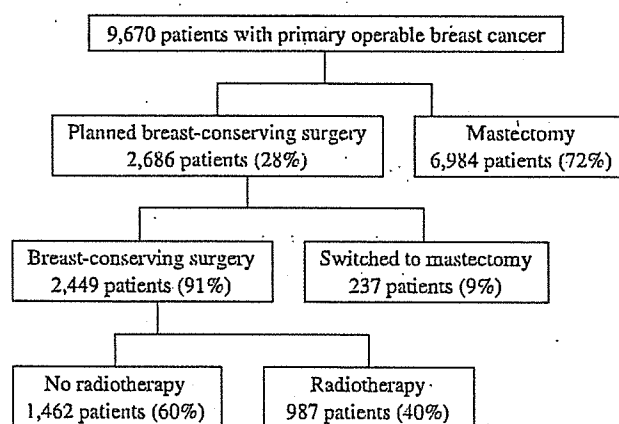 9,670 patients with primary operable breast cancer
Planned breast-conserving surgery
2,686 patients (28%)
Mastectomy
6,984 patients (72%)
Breast-conserving surgery
2,449 patients (91%)
Switched to mastectomy
237 patients (9%)
No radiotherapy
1,462 patients (60%)
Radiotherapy
987 patients (40%)